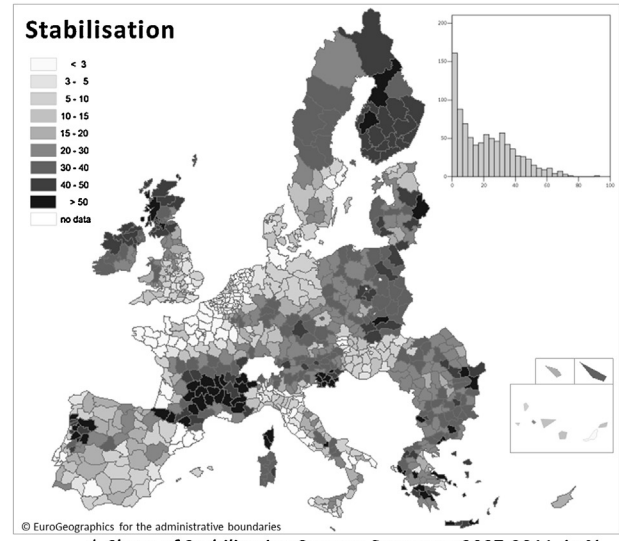 Stabilisation
< 3
3 - 5
5 - 10
10 - 15
15 - 20
20 - 30
30 - 40
40 - 50
> 50
no data
200
150
100
50
0
0 20 40 60 80 100
© EuroGeographics for the administrative boundaries